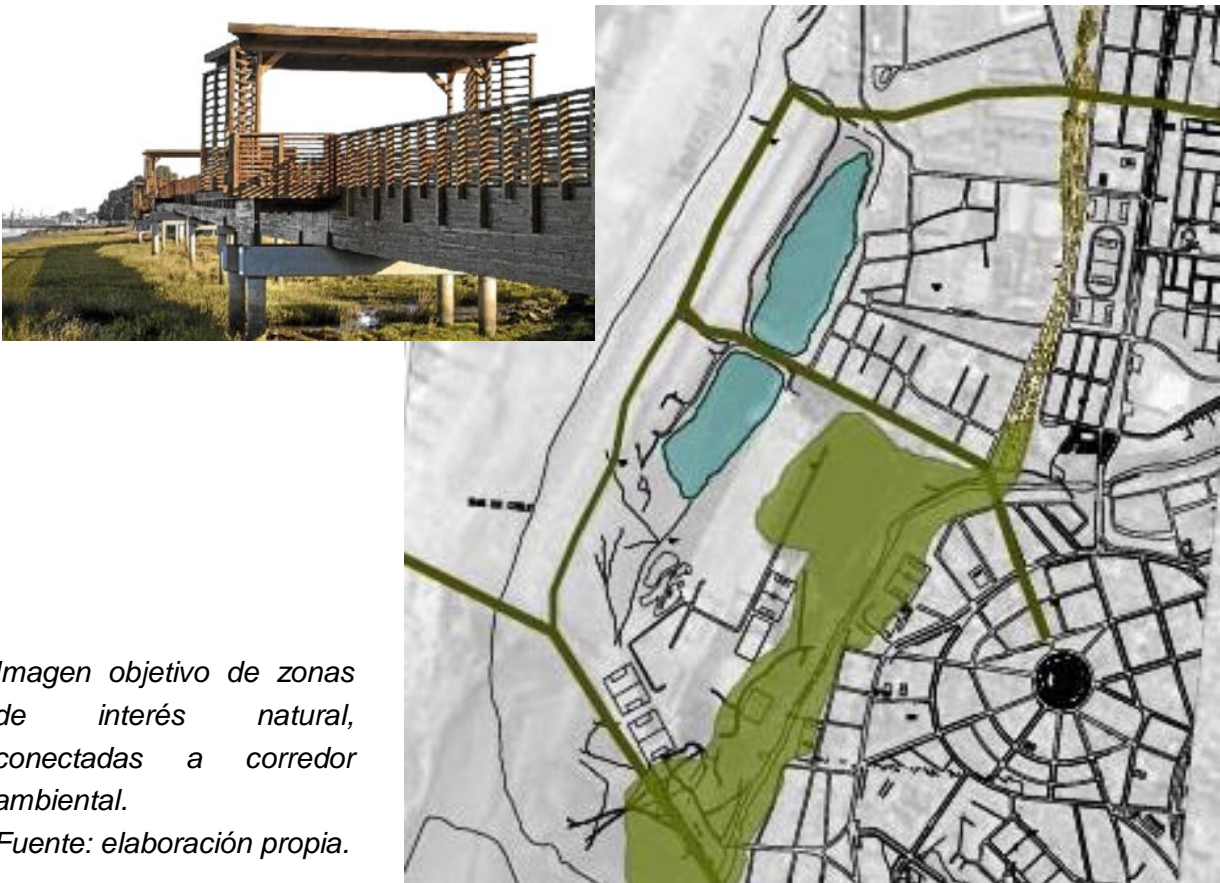 Imagen objetivo de zonas
de interés natural,
conectadas a corredor
ambiental.
Fuente: elaboración propia.